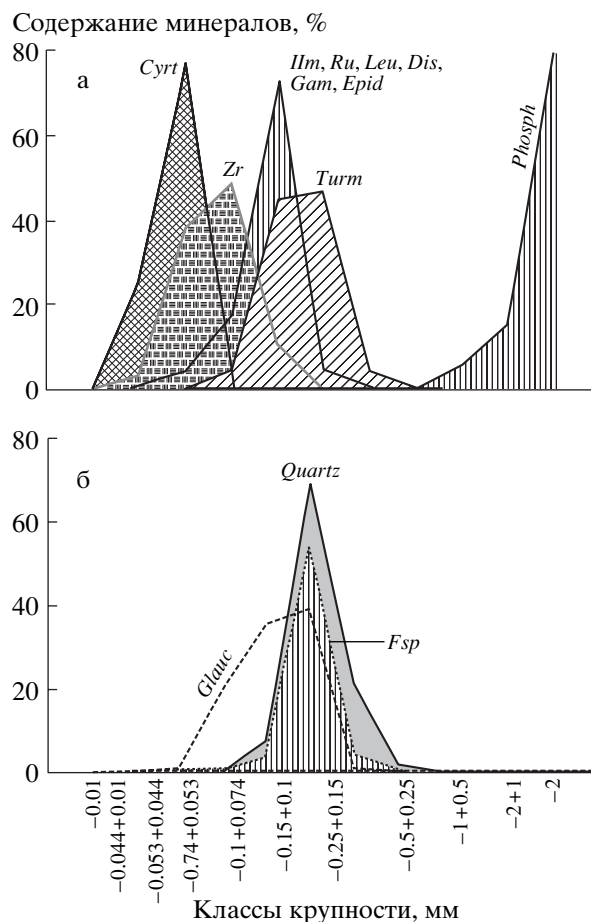 Содержание минералов, %
80
60
40
20
0
а
Cyrt
Zr
IIm, Ru, Leu, Dis,
Gam, Epid
Turm
Phosph
80
60
40
20
0
б
Quartz
Glauc
Fsp
−0.01
−0.044+0.01
−0.053+0.044
−0.74+0.053
−0.1+0.074
−0.15+0.1
−0.25+0.15
−0.5+0.25
−1+0.5
−2+1
−2
Классы крупности, мм